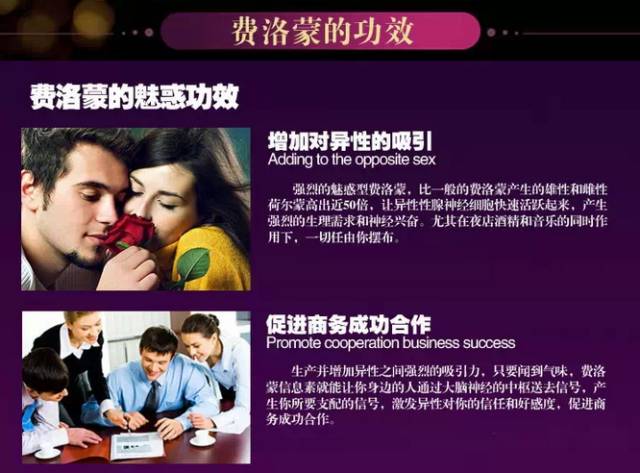 费洛蒙的功效
费洛蒙的魅惑功效
增加对异性的吸引
Adding to the opposite sex
强烈的魅惑型费洛蒙，比一般的费洛蒙产生的雄性和雌性
荷尔蒙高出近50倍，让异性性腺神经细胞快速活跃起来，产生
强烈的生理需求和神经兴奋。尤其在夜店酒精和音乐的同时作
用下，一切任由你摆布。
促进商务成功合作
Promote cooperation business success
生产并增加异性之间强烈的吸引力，只要闻到气味，费洛
蒙信息素就能让你身边的人通过大脑神经的中枢送去信号，产
生你所要支配的信号，激发异性对你的信任和好感度，促进商
务成功合作。